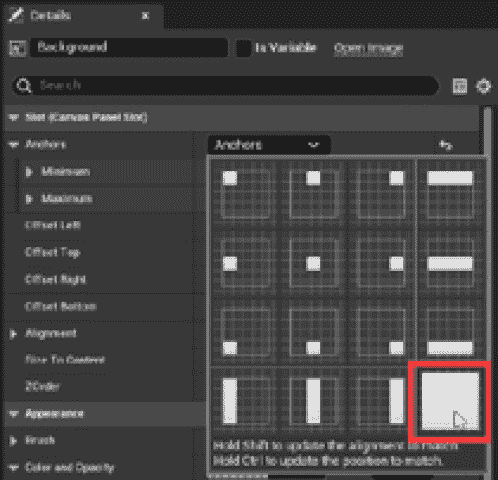 Details
Background
Is Variable
Open Image
Search
Slot (Canvas Panel Slot)
Anchors
Anchors
Minimum
Maximum
Offset Left
Offset Top
Offset Right
Offset Bottom
Alignment
Size To Content
ZOrder
Appearance
Brush
Color and Opacity
Hold Shift to update the alignment to match.
Hold Ctrl to update the position to match.